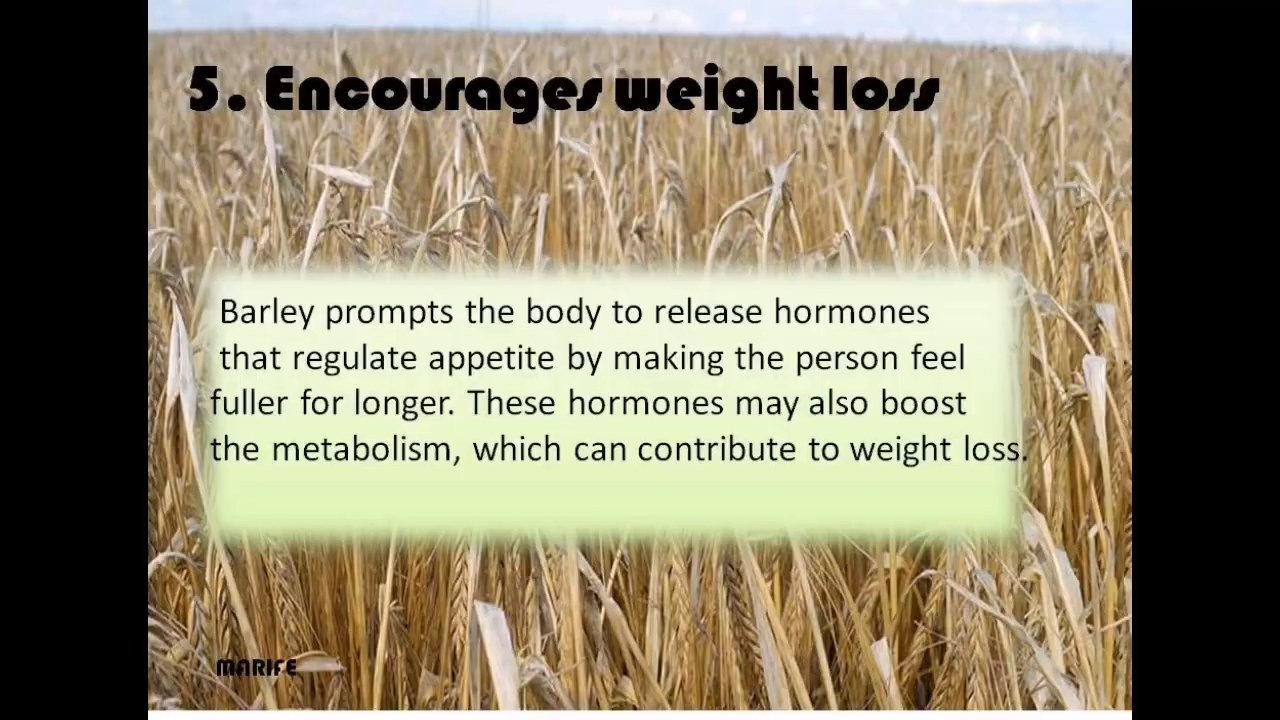 5. Encourages weight loss
Barley prompts the body to release hormones
that regulate appetite by making the person feel
fuller for longer. These hormones may also boost
the metabolism, which can contribute to weight loss.
MARIFE